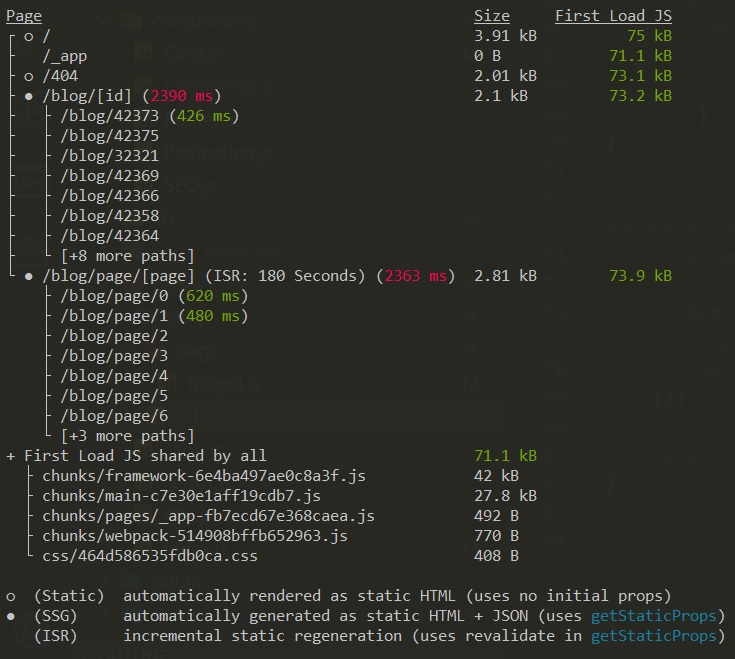 Page Size First Load JS
┌ ○ / 3.91 kB 75 kB
├   /_app 0 B 71.1 kB
├ ○ /404 2.01 kB 73.1 kB
├ ● /blog/[id] (2390 ms) 2.1 kB 73.2 kB
├   ├ /blog/42373 (426 ms)
├   ├ /blog/42375
├   ├ /blog/32321
├   ├ /blog/42369
├   ├ /blog/42366
├   ├ /blog/42358
├   ├ /blog/42364
├   └ [+8 more paths]
└ ● /blog/page/[page] (ISR: 180 Seconds) (2363 ms) 2.81 kB 73.9 kB
    ├ /blog/page/0 (620 ms)
    ├ /blog/page/1 (480 ms)
    ├ /blog/page/2
    ├ /blog/page/3
    ├ /blog/page/4
    ├ /blog/page/5
    ├ /blog/page/6
    └ [+3 more paths]
+ First Load JS shared by all 71.1 kB
  ├ chunks/framework-6e4ba497ae0c8a3f.js 42 kB
  ├ chunks/main-c7e30e1aff19cdb7.js 27.8 kB
  ├ chunks/pages/_app-fb7ecd67e368caea.js 492 B
  ├ chunks/webpack-514908bffb652963.js 770 B
  └ css/464d586535fdb0ca.css 408 B
○ (Static) automatically rendered as static HTML (uses no initial props)
● (SSG) automatically generated as static HTML + JSON (uses getStaticProps)
(ISR) incremental static regeneration (uses revalidate in getStaticProps)